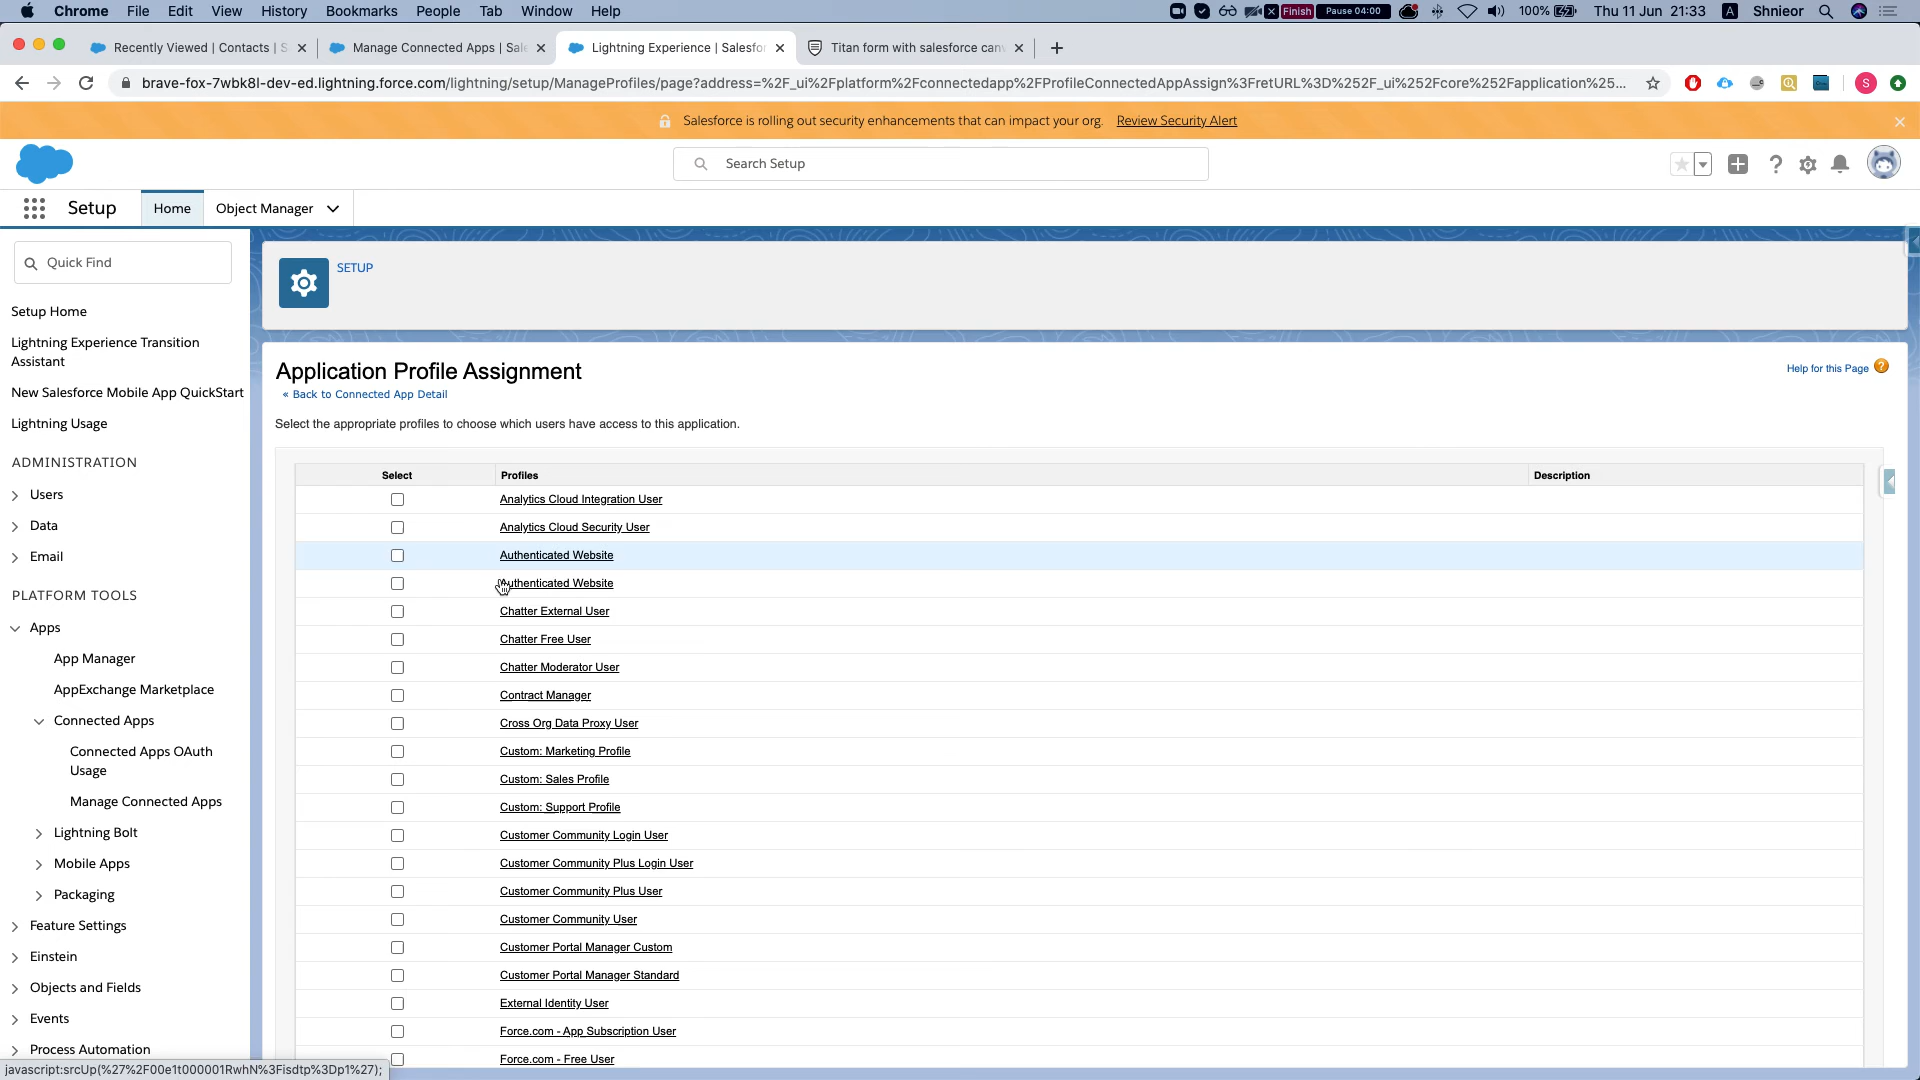 Chrome File Edit View History Bookmarks People Tab Window Help
Finish Pause 04:00 100% Thu 11 Jun 21:33 A Shnieor
Recently Viewed | Contacts | S
Manage Connected Apps | Sale
Lightning Experience | Salesfor
Titan form with salesforce canv
brave-fox-7wbk8l-dev-ed.lightning.force.com/lightning/setup/ManageProfiles/page?address=%2F_ui%2Fplatform%2Fconnectedapp%2FProfileConnectedAppAssign%3FretURL%3D%252F_ui%252Fcore%252Fapplication%25...
S
Salesforce is rolling out security enhancements that can impact your org. Review Security Alert
Search Setup
Setup Home Object Manager
Quick Find
Setup Home
Lightning Experience Transition
Assistant
New Salesforce Mobile App QuickStart
Lightning Usage
ADMINISTRATION
Users
Data
Email
PLATFORM TOOLS
Apps
App Manager
AppExchange Marketplace
Connected Apps
Connected Apps OAuth
Usage
Manage Connected Apps
Lightning Bolt
Mobile Apps
Packaging
Feature Settings
Einstein
Objects and Fields
Events
Process Automation
javascript:srcUp(%27%2F00e1t000001RwhN%3Fisdtp%3Dp1%27);
SETUP
Application Profile Assignment
« Back to Connected App Detail
Help for this Page ?
Select the appropriate profiles to choose which users have access to this application.
Select Profiles Description
Analytics Cloud Integration User
Analytics Cloud Security User
Authenticated Website
Authenticated Website
Chatter External User
Chatter Free User
Chatter Moderator User
Contract Manager
Cross Org Data Proxy User
Custom: Marketing Profile
Custom: Sales Profile
Custom: Support Profile
Customer Community Login User
Customer Community Plus Login User
Customer Community Plus User
Customer Community User
Customer Portal Manager Custom
Customer Portal Manager Standard
External Identity User
Force.com - App Subscription User
Force.com - Free User